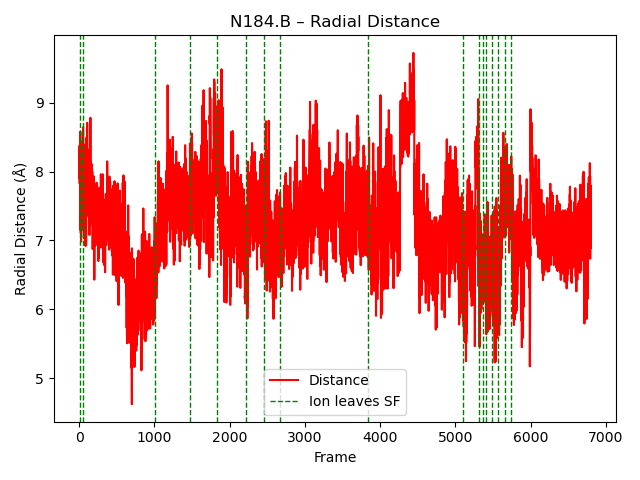 N184.B – Radial Distance
Radial Distance (Å)
9
8
7
6
5
Distance
Ion leaves SF
0
1000
2000
3000
4000
5000
6000
7000
Frame